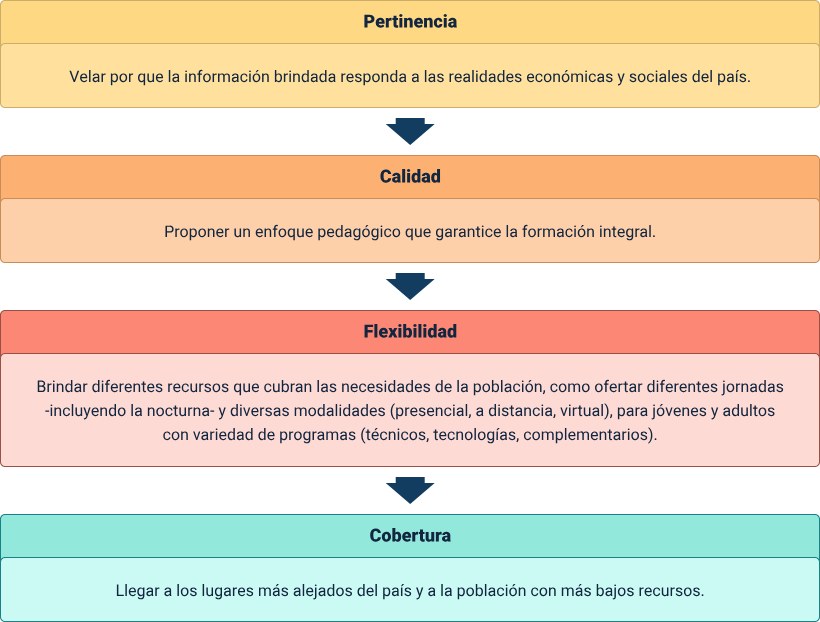 Pertinencia
Velar por que la información brindada responda a las realidades económicas y sociales del país.
Calidad
Proponer un enfoque pedagógico que garantice la formación integral.
Flexibilidad
Brindar diferentes recursos que cubran las necesidades de la población, como ofertar diferentes jornadas
-incluyendo la nocturna- y diversas modalidades (presencial, a distancia, virtual), para jóvenes y adultos
con variedad de programas (técnicos, tecnologías, complementarios).
Cobertura
Llegar a los lugares más alejados del país y a la población con más bajos recursos.